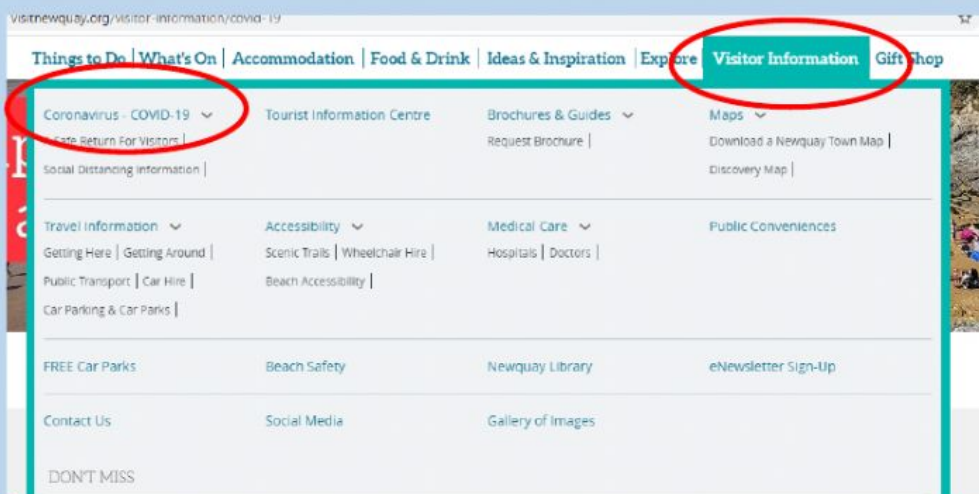 visitnewquay.org/visitor-information/covid-19
Things to Do | What's On | Accommodation | Food & Drink | Ideas & Inspiration | Explore Visitor Information Gift Shop
Coronavirus - COVID-19 Tourist Information Centre Brochures & Guides Maps
Safe Return For Visitors | Request Brochure | Download a Newquay Town Map |
Social Distancing Information | Discovery Map |
Travel Information Accessibility Medical Care Public Conveniences
Getting Here | Getting Around | Scenic Trails | Wheelchair Hire | Hospitals | Doctors |
Public Transport | Car Hire | Beach Accessibility |
Car Parking & Car Parks |
FREE Car Parks Beach Safety Newquay Library eNewsletter Sign-Up
Contact Us Social Media Gallery of Images
DON'T MISS